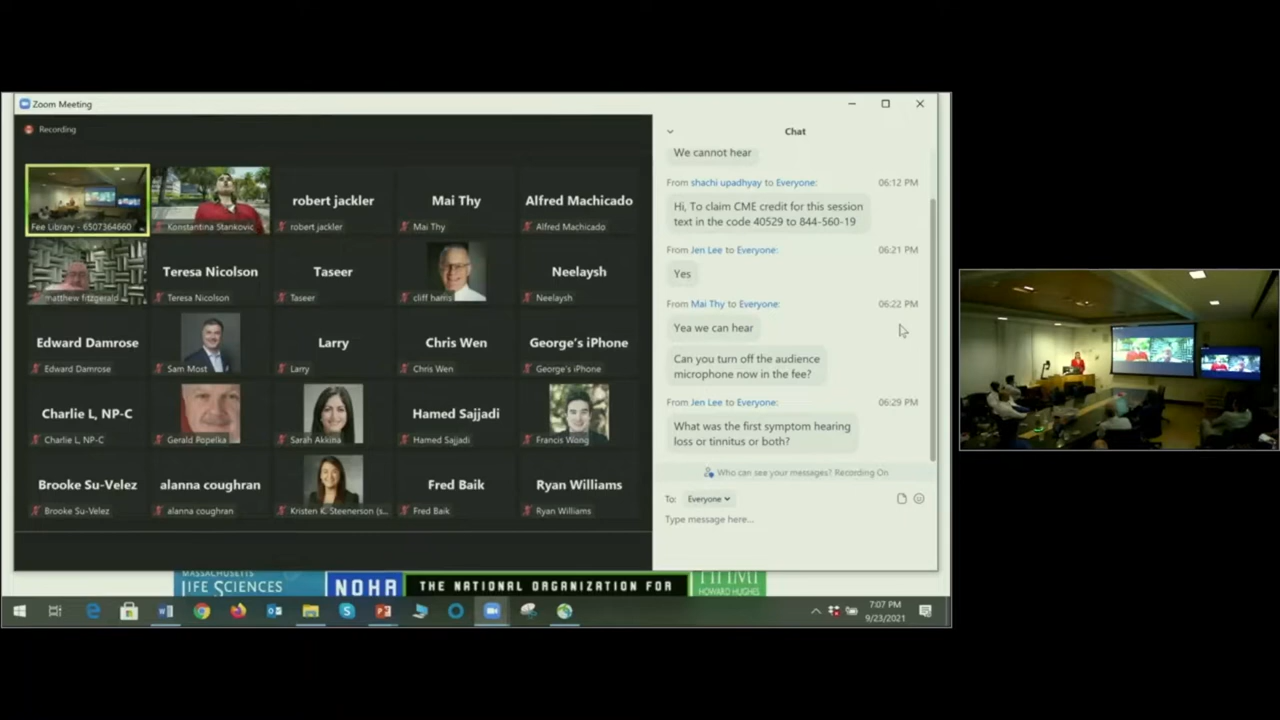 Zoom Meeting
Recording
Fee Library - 6507364660
Konstantina Stankovic
robert jackler
robert jackler
Mai Thy
Mai Thy
Alfred Machicado
Alfred Machicado
matthew fitzgerald
Teresa Nicolson
Teresa Nicolson
Taseer
Taseer
cliff harris
Neelaysh
Neelaysh
Edward Damrose
Edward Damrose
Sam Most
Larry
Larry
Chris Wen
Chris Wen
George's iPhone
George's iPhone
Charlie L, NP-C
Charlie L, NP-C
Gerald Popelka
Sarah Akkina
Hamed Sajjadi
Hamed Sajjadi
Francis Wong
Brooke Su-Velez
Brooke Su-Velez
alanna coughran
alanna coughran
Kristen K. Steenerson (s...
Fred Baik
Fred Baik
Ryan Williams
Ryan Williams
Chat
We cannot hear
From shachi upadhyay to Everyone: 06:12 PM
Hi, To claim CME credit for this session
text in the code 40529 to 844-560-19
From Jen Lee to Everyone: 06:21 PM
Yes
From Mai Thy to Everyone: 06:22 PM
Yea we can hear
Can you turn off the audience
microphone now in the fee?
From Jen Lee to Everyone: 06:29 PM
What was the first symptom hearing
loss or tinnitus or both?
Who can see your messages? Recording On
To: Everyone
Type message here...
MASSACHUSETTS
LIFE SCIENCES
NOHR
THE NATIONAL ORGANIZATION FOR
HHMI
HOWARD HUGHES
7:07 PM
9/23/2021